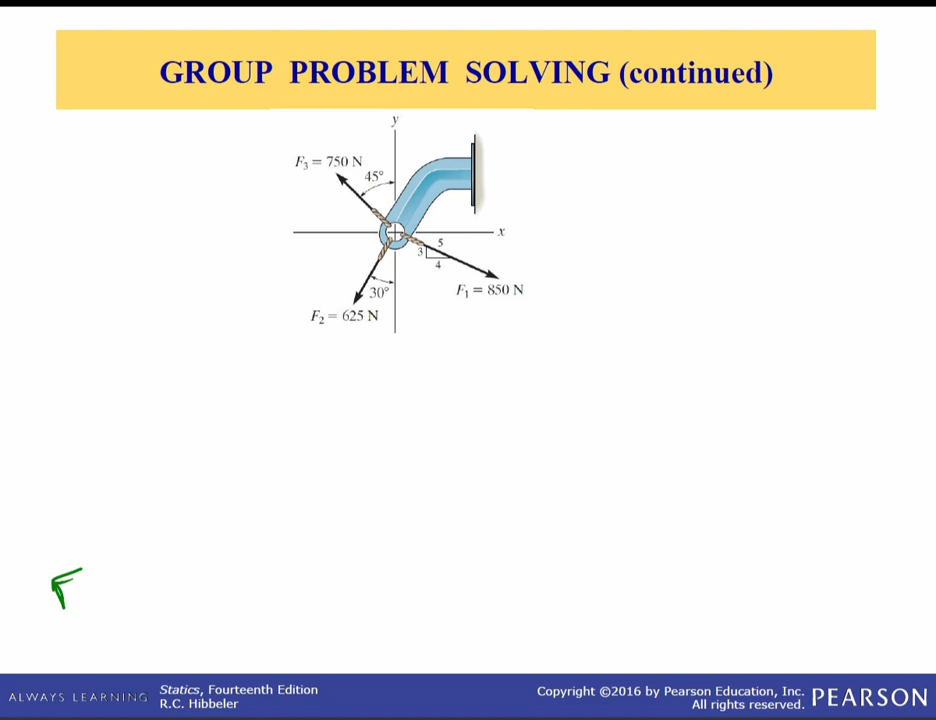 GROUP PROBLEM SOLVING (continued)
y
F3 = 750 N
45°
x
5
3
4
30°
F1 = 850 N
F2 = 625 N
ALWAYS LEARNING
Statics, Fourteenth Edition
R.C. Hibbeler
Copyright ©2016 by Pearson Education, Inc.
All rights reserved.
PEARSON